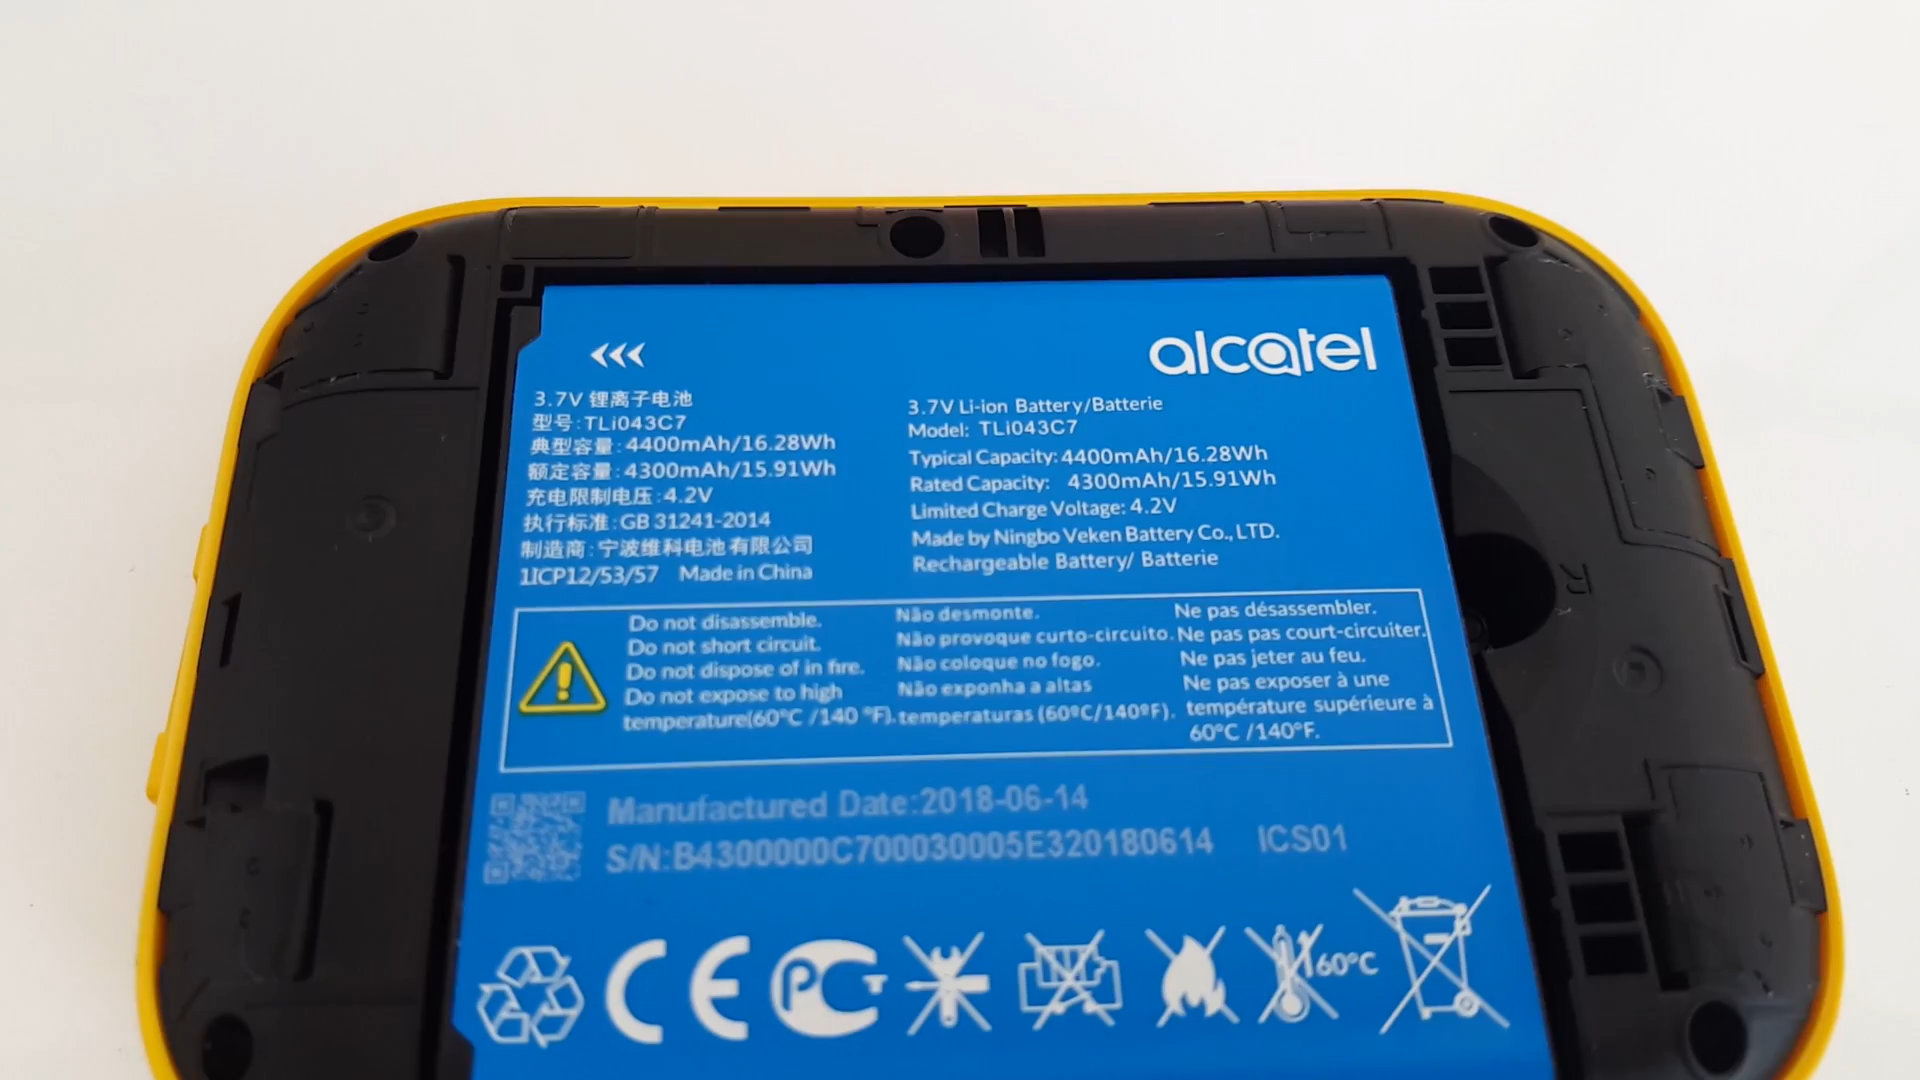 alcatel
3.7V 锂离子电池
型号:TLi043C7
典型容量:4400mAh/16.28Wh
额定容量:4300mAh/15.91Wh
充电限制电压:4.2V
执行标准:GB 31241-2014
制造商:宁波维科电池有限公司
1ICP12/53/57 Made in China
3.7V Li-ion Battery/Batterie
Model: TLi043C7
Typical Capacity: 4400mAh/16.28Wh
Rated Capacity: 4300mAh/15.91Wh
Limited Charge Voltage: 4.2V
Made by Ningbo Veken Battery Co., LTD.
Rechargeable Battery/ Batterie
Do not disassemble.
Do not short circuit.
Do not dispose of in fire.
Do not expose to high
temperature(60°C /140 °F).
Não desmonte.
Não provoque curto-circuito.
Não coloque no fogo.
Não exponha a altas
temperaturas (60ºC/140ºF).
Ne pas désassembler.
Ne pas pas court-circuiter.
Ne pas jeter au feu.
Ne pas exposer à une
température supérieure à
60°C /140°F.
Manufactured Date:2018-06-14
S/N:B4300000C700030005E320180614 ICS01
CE PCT 60°C